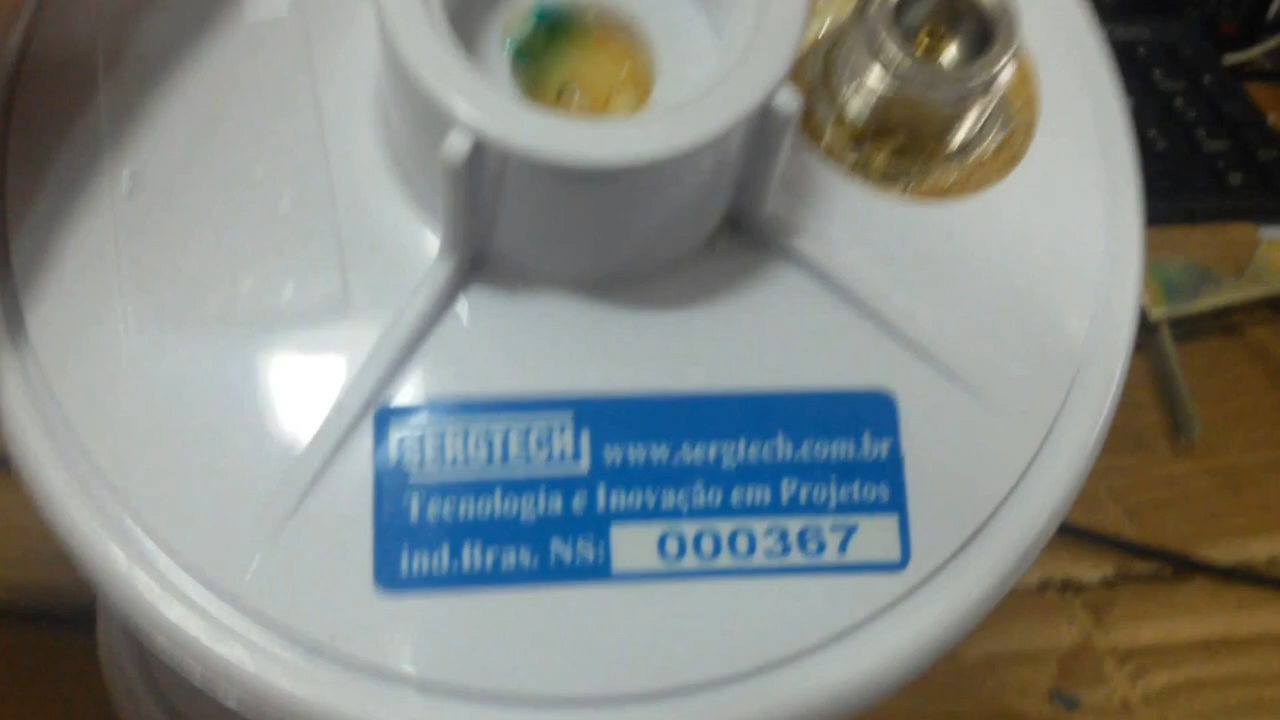 SERGTECH www.sergtech.com.br
Tecnologia e Inovação em Projetos
ind.Bras. NS: 000367